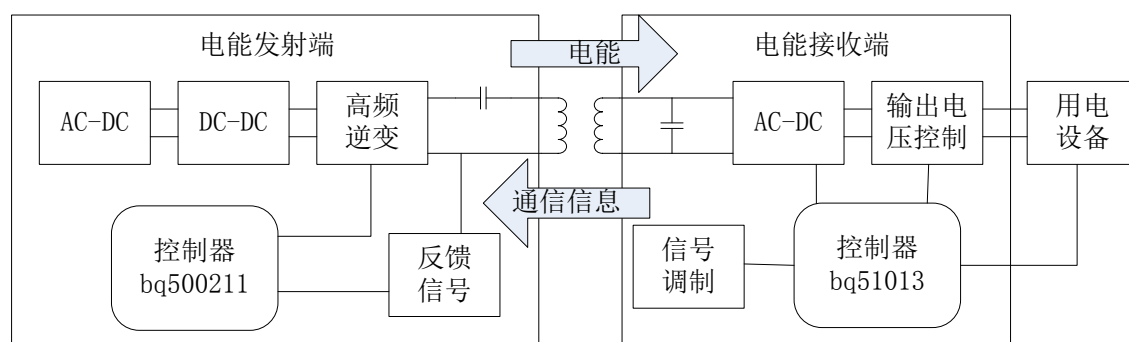 电能发射端
电能
电能接收端
AC-DC
DC-DC
高频
逆变
AC-DC
输出电
压控制
用电
设备
通信信息
控制器
bq500211
反馈
信号
信号
调制
控制器
bq51013